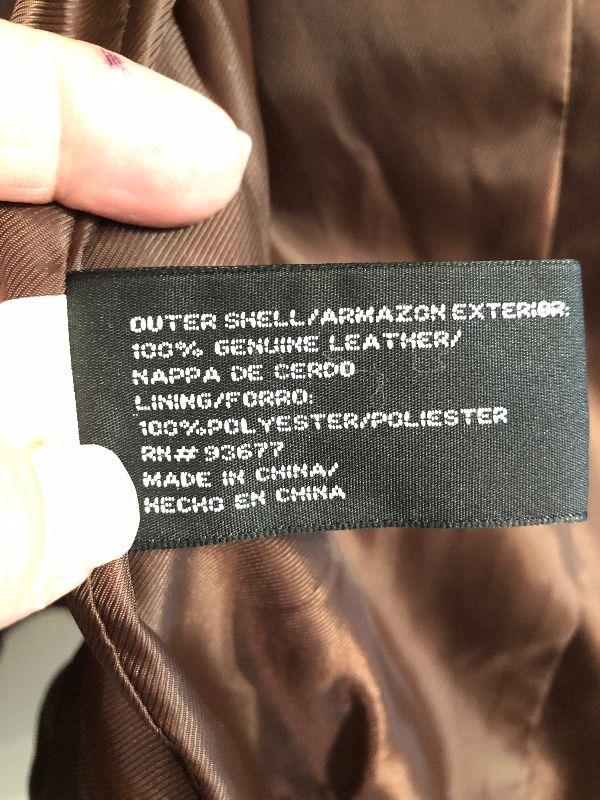 OUTER SHELL/ARMAZON EXTERIOR:
100% GENUINE LEATHER/
NAPPA DE CERDO
LINING/FORRO:
100%POLYESTER/POLIESTER
RN# 93677
MADE IN CHINA/
HECHO EN CHINA